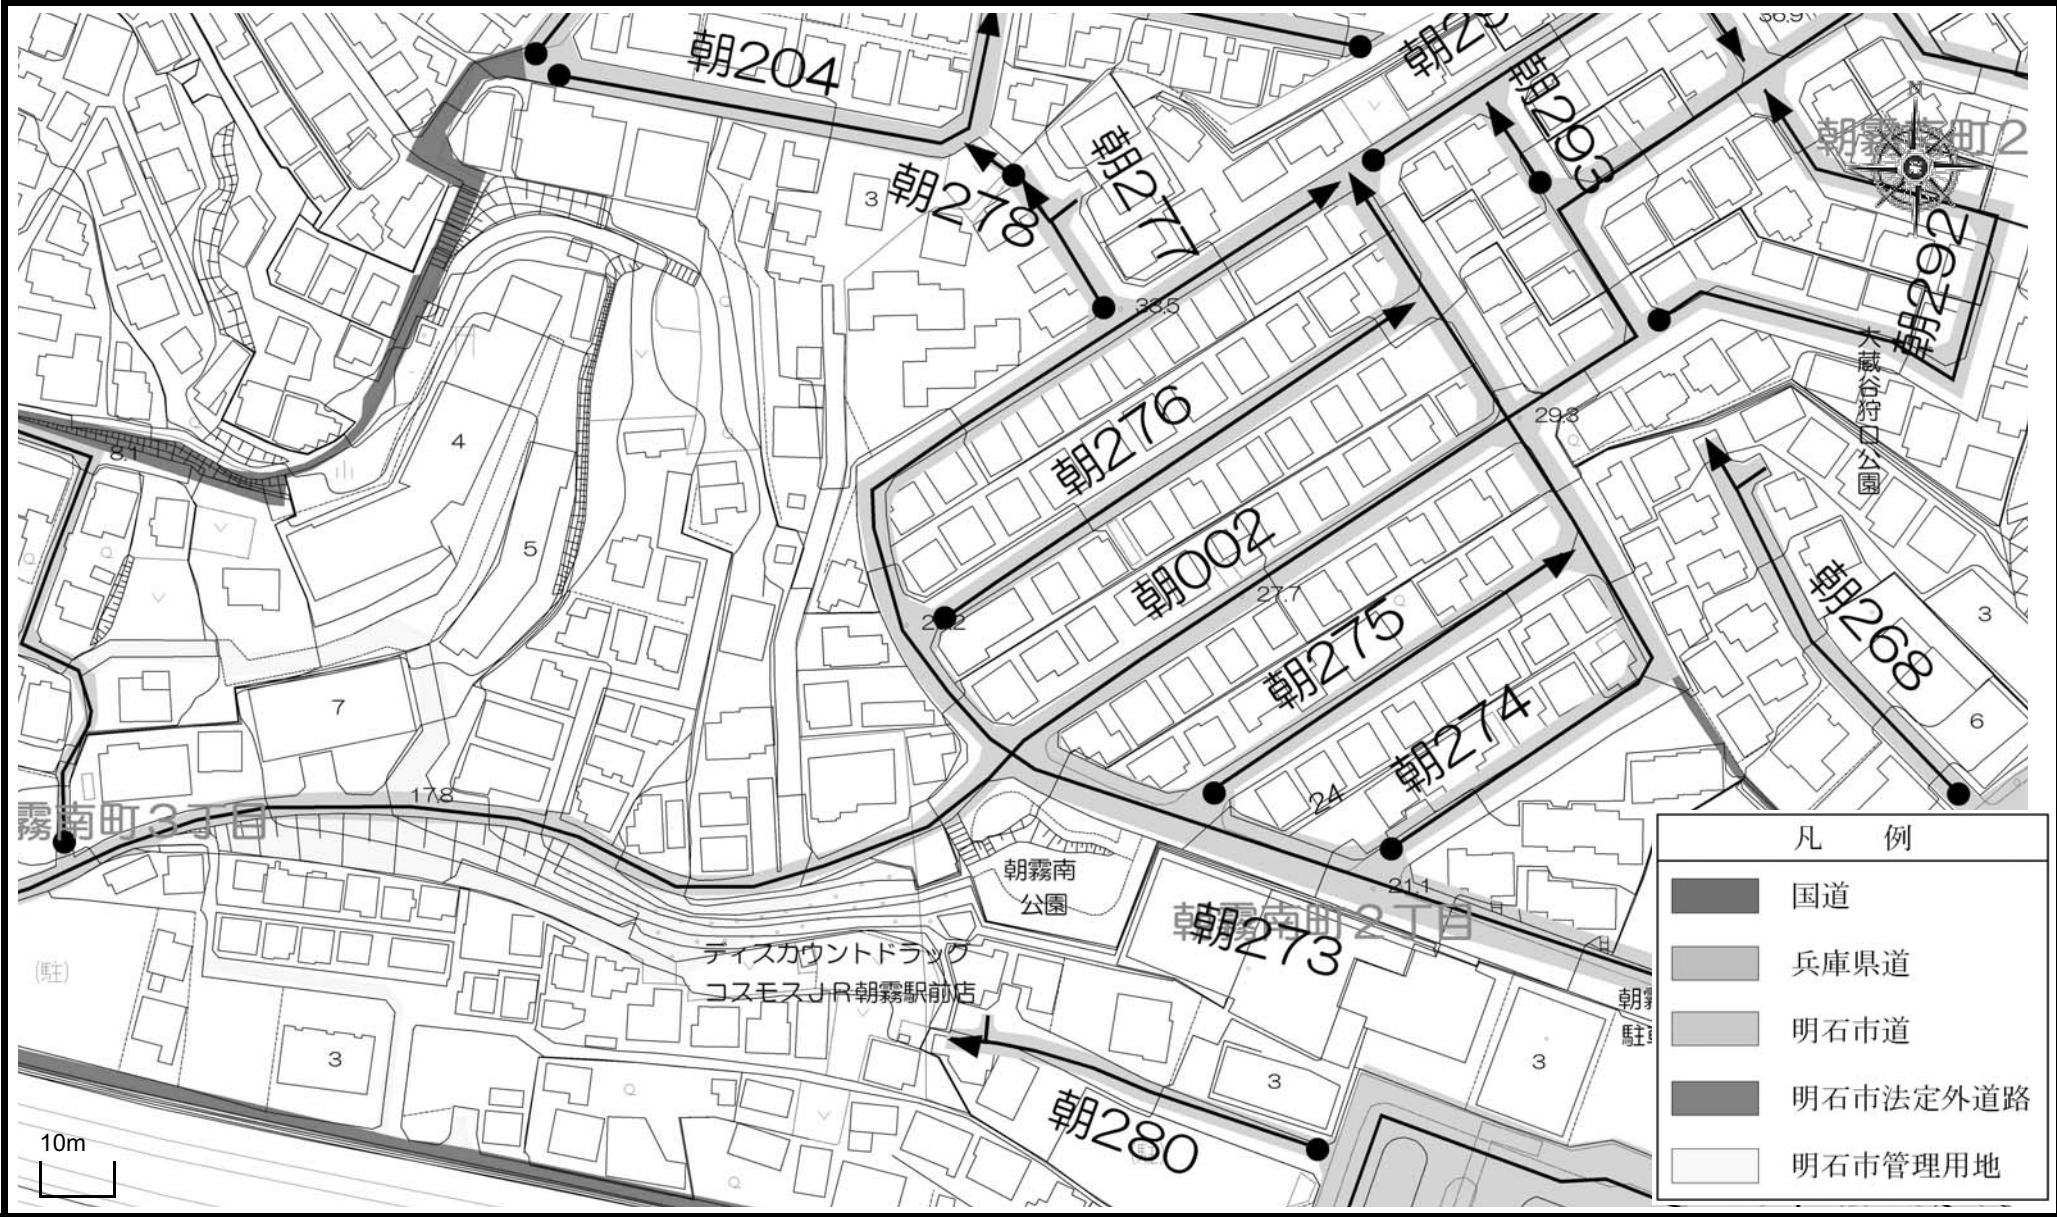 36.9
朝204
朝293
N
朝霧南町2
朝277
3
朝278
朝292
33.5
大蔵谷狩口公園
29.3
朝276
8.1
4
5
朝002
27.7
朝268
3
朝275
7
朝274
6
24
17.8
霧南町3丁目
21.1
朝霧南
公園
朝霧南町2丁目
朝273
ディスカウントドラッグ
コスモスJR朝霧駅前店
(駐)
3
3
3
朝280
10m
凡 例
国道
兵庫県道
明石市道
明石市法定外道路
明石市管理用地